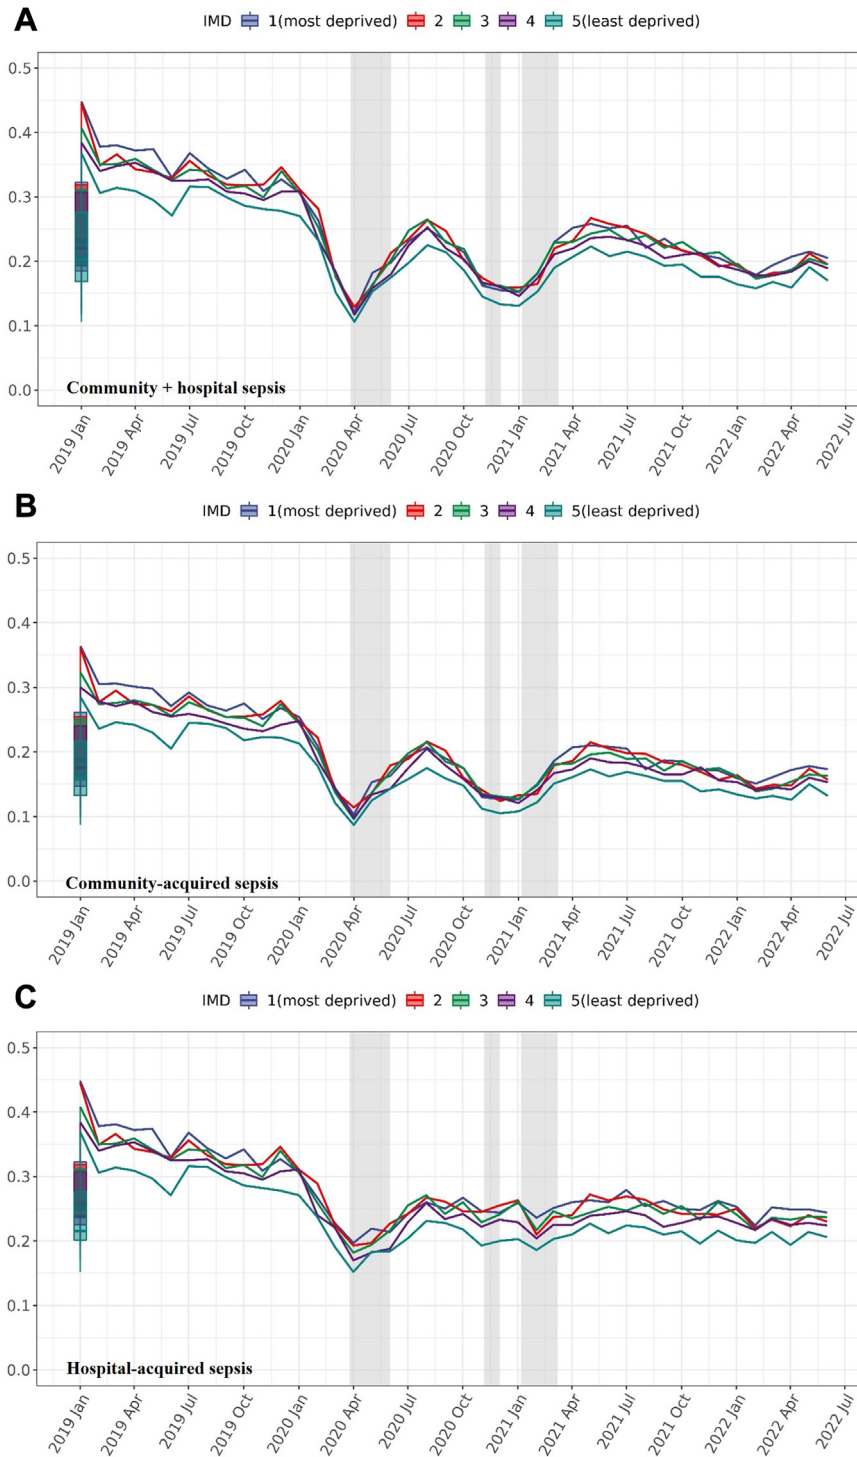 A
IMD 1(most deprived) 2 3 4 5(least deprived)
0.5
0.4
0.3
0.2
0.1
0.0
Community + hospital sepsis
2019 Jan 2019 Apr 2019 Jul 2019 Oct 2020 Jan 2020 Apr 2020 Jul 2020 Oct 2021 Jan 2021 Apr 2021 Jul 2021 Oct 2022 Jan 2022 Apr 2022 Jul
B
IMD 1(most deprived) 2 3 4 5(least deprived)
0.5
0.4
0.3
0.2
0.1
0.0
Community-acquired sepsis
2019 Jan 2019 Apr 2019 Jul 2019 Oct 2020 Jan 2020 Apr 2020 Jul 2020 Oct 2021 Jan 2021 Apr 2021 Jul 2021 Oct 2022 Jan 2022 Apr 2022 Jul
C
IMD 1(most deprived) 2 3 4 5(least deprived)
0.5
0.4
0.3
0.2
0.1
0.0
Hospital-acquired sepsis
2019 Jan 2019 Apr 2019 Jul 2019 Oct 2020 Jan 2020 Apr 2020 Jul 2020 Oct 2021 Jan 2021 Apr 2021 Jul 2021 Oct 2022 Jan 2022 Apr 2022 Jul